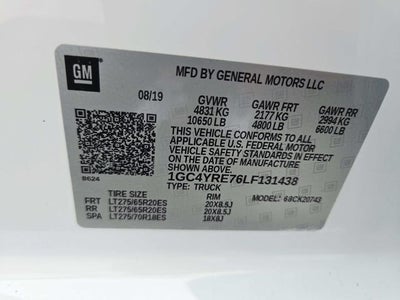 GM
MFD BY GENERAL MOTORS LLC
08/19
GVWR GAWR FRT GAWR RR
4831 KG 2177 KG 2994 KG
10650 LB 4800 LB 6600 LB
THIS VEHICLE CONFORMS TO ALL
APPLICABLE U.S. FEDERAL MOTOR
VEHICLE SAFETY STANDARDS IN EFFECT ON
THE DATE OF MANUFACTURE SHOWN ABOVE.
8624
1GC4YRE76LF131438
TYPE: TRUCK MODEL: 68CK20743
TIRE SIZE RIM
FRT LT275/65R20ES 20X8.5J
RR LT275/65R20ES 20X8.5J
SPA LT275/70R18ES 18X8J